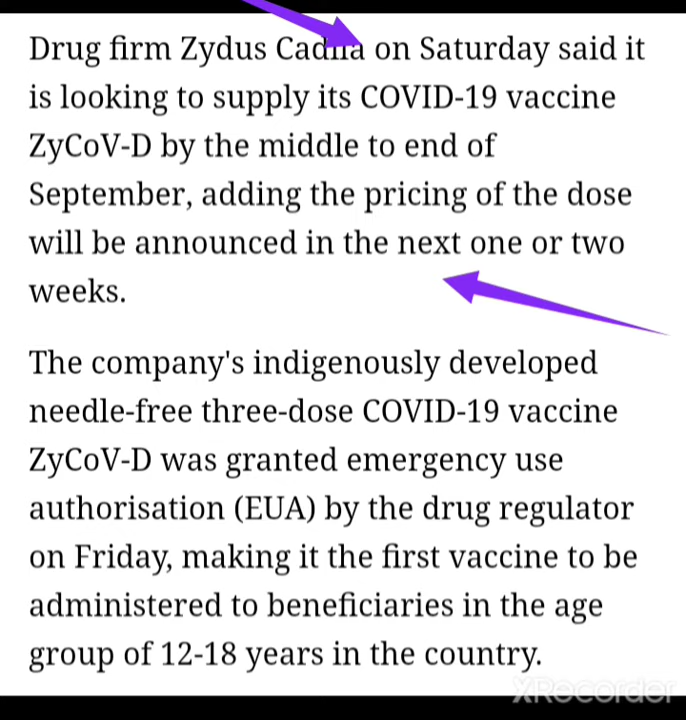 Drug firm Zydus Cadila on Saturday said it
is looking to supply its COVID-19 vaccine
ZyCoV-D by the middle to end of
September, adding the pricing of the dose
will be announced in the next one or two
weeks.
The company's indigenously developed
needle-free three-dose COVID-19 vaccine
ZyCoV-D was granted emergency use
authorisation (EUA) by the drug regulator
on Friday, making it the first vaccine to be
administered to beneficiaries in the age
group of 12-18 years in the country.
XRecorder